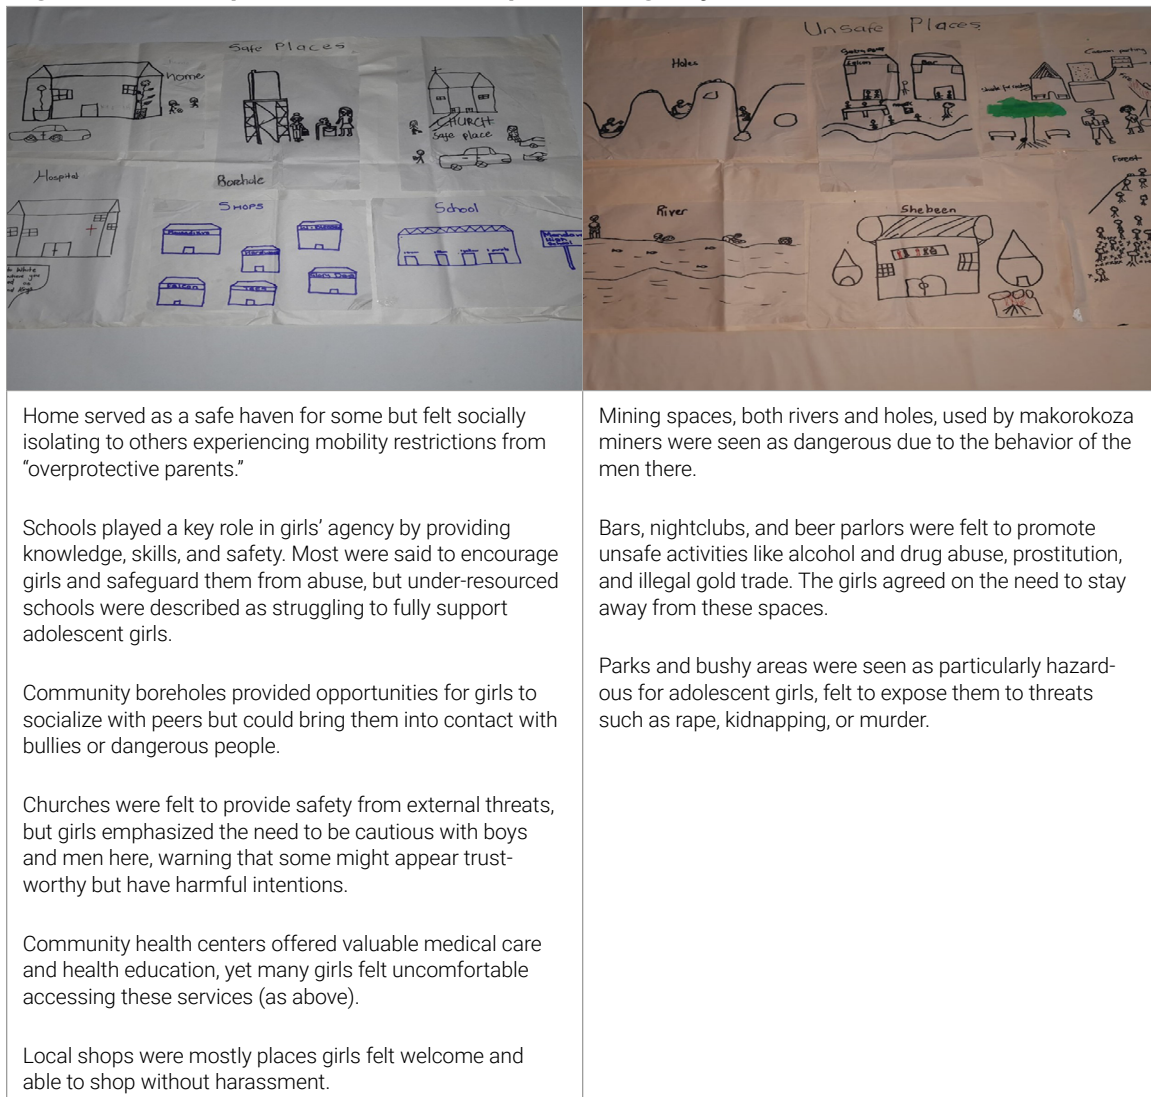 Safe Places
home
CHURCH
Safe place
Hospital
Borehole
SHOPS
School
Unsafe Places
Holes
Bar
River
Shebeen
Forest
Home served as a safe haven for some but felt socially
isolating to others experiencing mobility restrictions from
“overprotective parents.”
Schools played a key role in girls’ agency by providing
knowledge, skills, and safety. Most were said to encourage
girls and safeguard them from abuse, but under-resourced
schools were described as struggling to fully support
adolescent girls.
Community boreholes provided opportunities for girls to
socialize with peers but could bring them into contact with
bullies or dangerous people.
Churches were felt to provide safety from external threats,
but girls emphasized the need to be cautious with boys
and men here, warning that some might appear trust-
worthy but have harmful intentions.
Community health centers offered valuable medical care
and health education, yet many girls felt uncomfortable
accessing these services (as above).
Local shops were mostly places girls felt welcome and
able to shop without harassment.
Mining spaces, both rivers and holes, used by makorokoza
miners were seen as dangerous due to the behavior of the
men there.
Bars, nightclubs, and beer parlors were felt to promote
unsafe activities like alcohol and drug abuse, prostitution,
and illegal gold trade. The girls agreed on the need to stay
away from these spaces.
Parks and bushy areas were seen as particularly hazard-
ous for adolescent girls, felt to expose them to threats
such as rape, kidnapping, or murder.